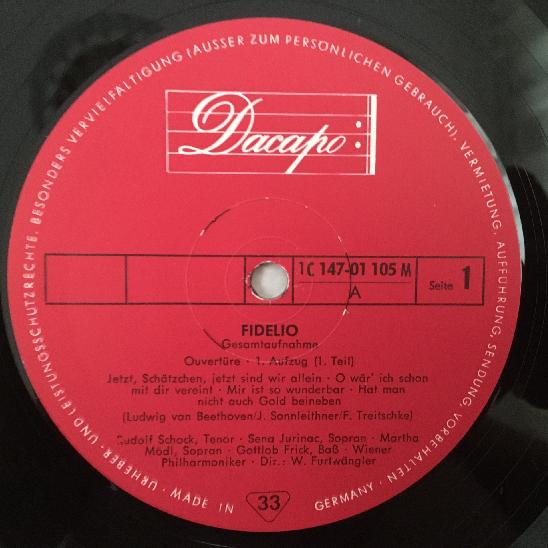 URHEBER- UND LEISTUNGSSCHUTZRECHTE, BESONDERS VERVIELFÄLTIGUNG (AUSSER ZUM PERSÖNLICHEN GEBRAUCH), VERMIETUNG, AUFFÜHRUNG, SENDUNG, VORBEHALTEN · MADE IN GERMANY ·
Dacapo
1C 147-01 105 M
A
Seite 1
FIDELIO
Gesamtaufnahme
Ouvertüre · 1. Aufzug (1. Teil)
Jetzt, Schätzchen, jetzt sind wir allein · O wär' ich schon
mit dir vereint · Mir ist so wunderbar · Hat man
nicht auch Gold beineben
(Ludwig van Beethoven/J. Sonnleithner/F. Treitschke)
Rudolf Schock, Tenor · Sena Jurinac, Sopran · Martha
Mödl, Sopran · Gottlob Frick, Baß · Wiener
Philharmoniker · Dir.: W. Furtwängler
33